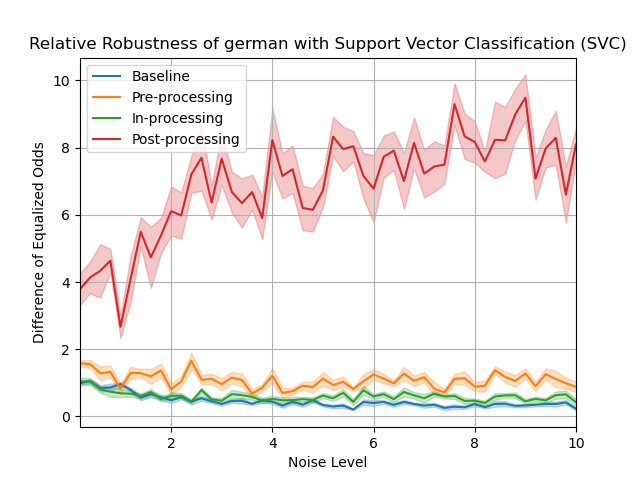 Relative Robustness of german with Support Vector Classification (SVC)
Baseline
Pre-processing
In-processing
Post-processing
Difference of Equalized Odds
10
8
6
4
2
0
2
4
6
8
10
Noise Level